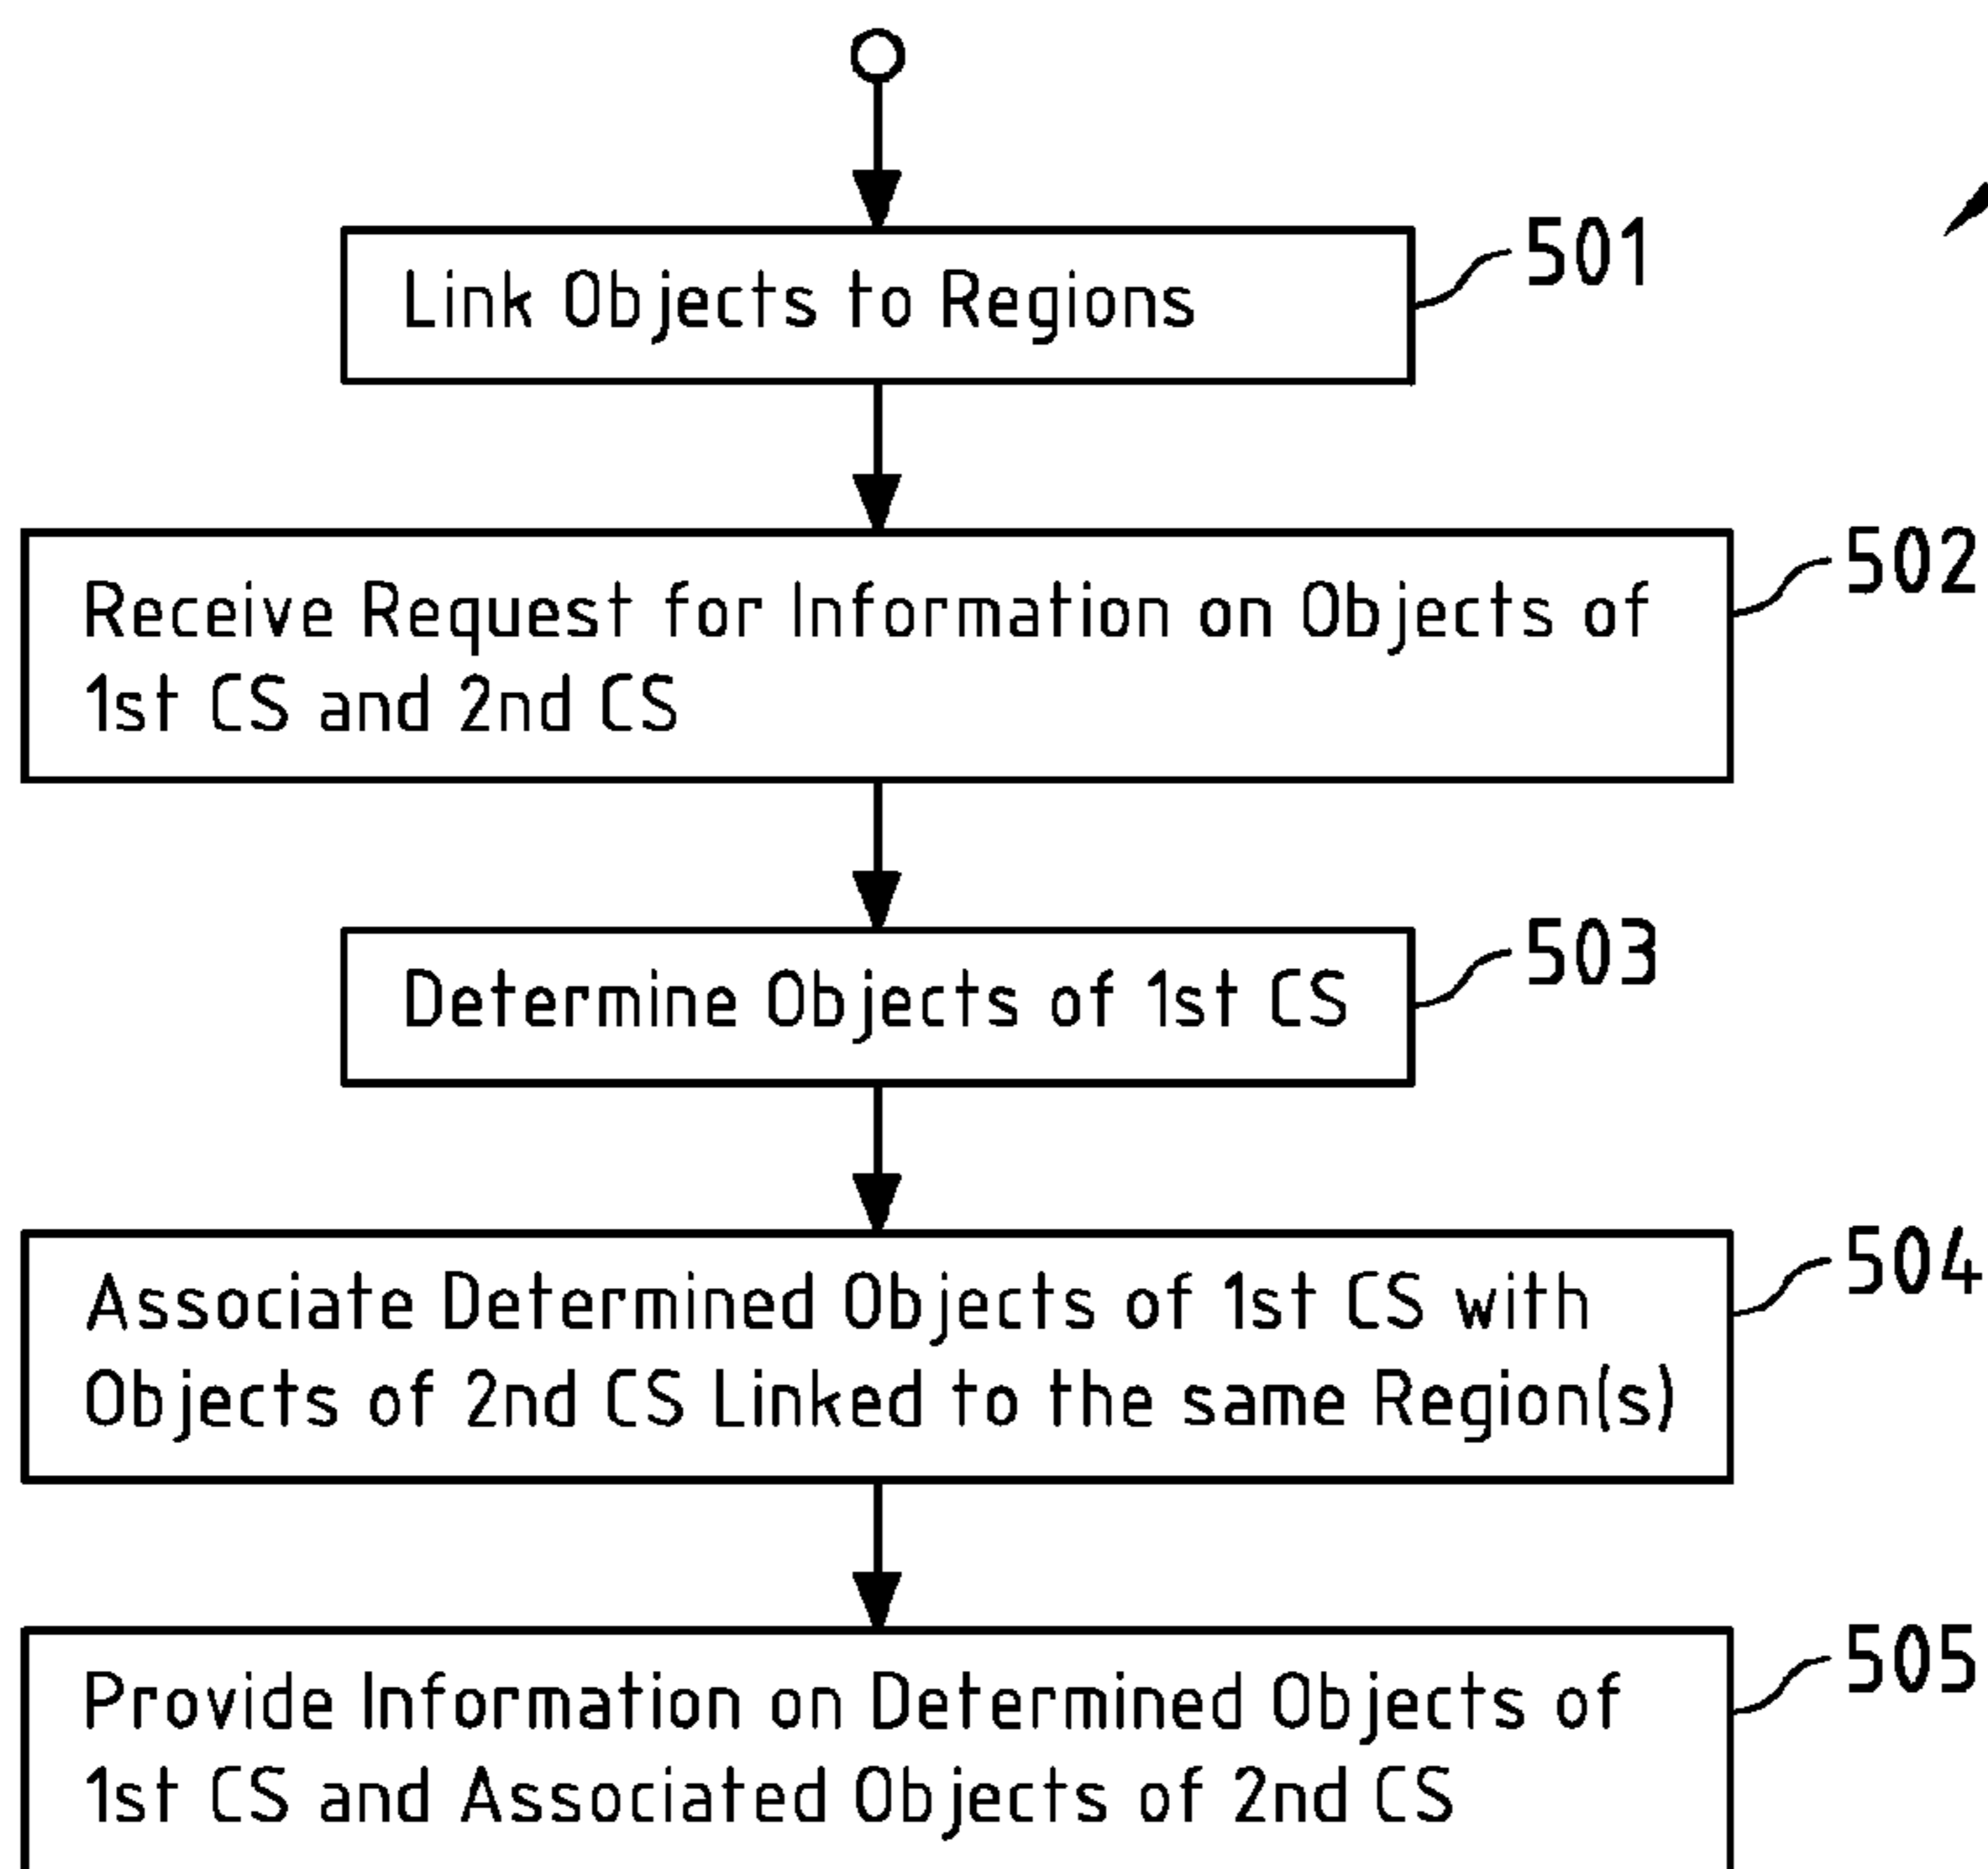 Link Objects to Regions
501
Receive Request for Information on Objects of
1st CS and 2nd CS
502
Determine Objects of 1st CS
503
Associate Determined Objects of 1st CS with
Objects of 2nd CS Linked to the same Region(s)
504
Provide Information on Determined Objects of
1st CS and Associated Objects of 2nd CS
505